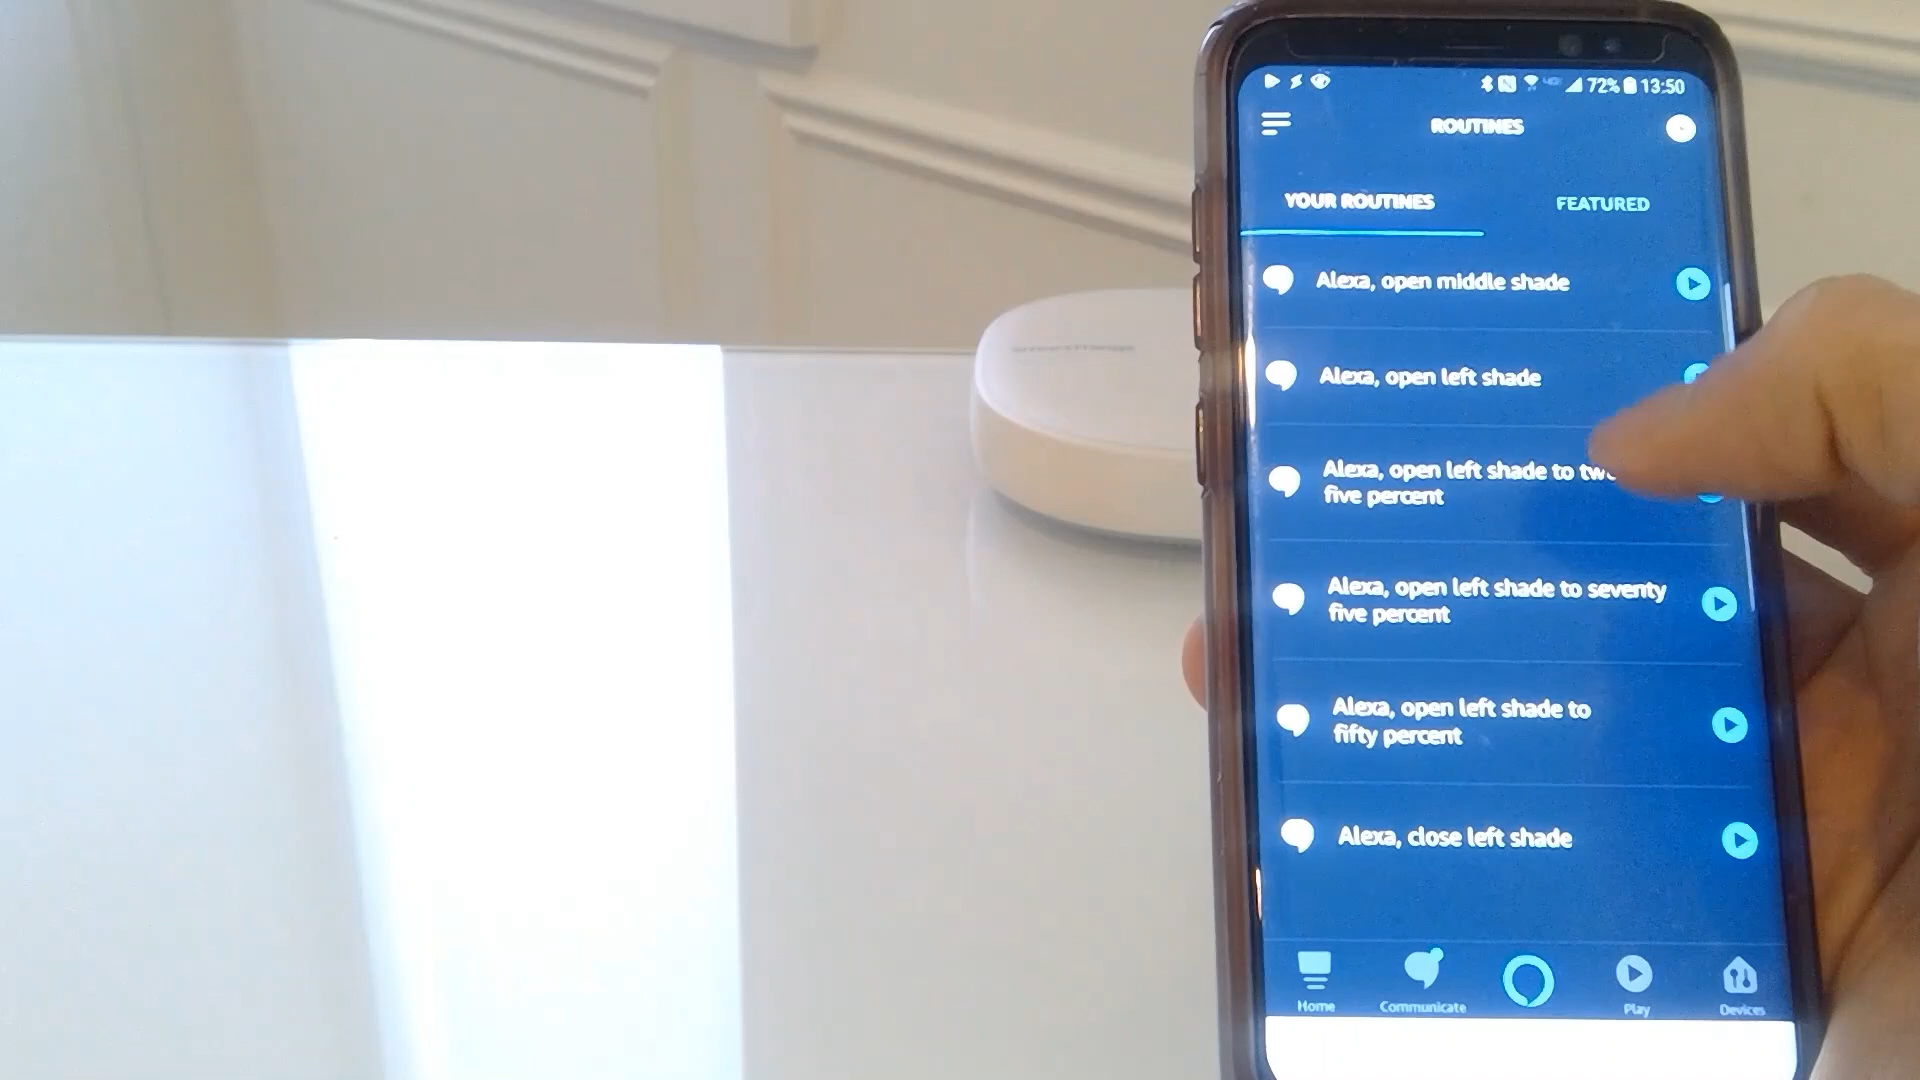 72% 13:50
ROUTINES
YOUR ROUTINES FEATURED
Alexa, open middle shade
Alexa, open left shade
Alexa, open left shade to
five percent
Alexa, open left shade to seventy
five percent
Alexa, open left shade to
fifty percent
Alexa, close left shade
Home Communicate Play Devices